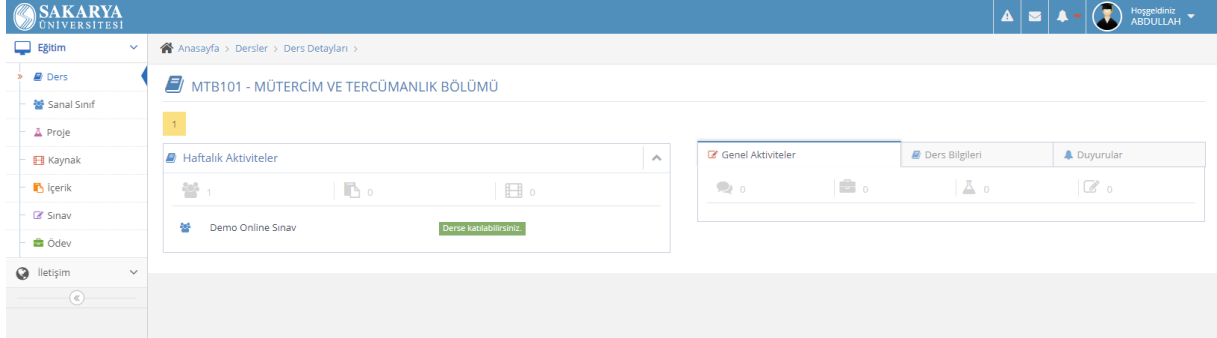 SAKARYA
ÜNİVERSİTESİ
Hoşgeldiniz
ABDULLAH
Eğitim
Anasayfa > Dersler > Ders Detayları >
» Ders
Sanal Sınıf
Proje
Kaynak
İçerik
Sınav
Ödev
İletişim
MTB101 - MÜTERCİM VE TERCÜMANLIK BÖLÜMÜ
1
Haftalık Aktiviteler
1 0 0
Demo Online Sınav Derse katılabilirsiniz.
Genel Aktiviteler Ders Bilgileri Duyurular
0 0 0 0